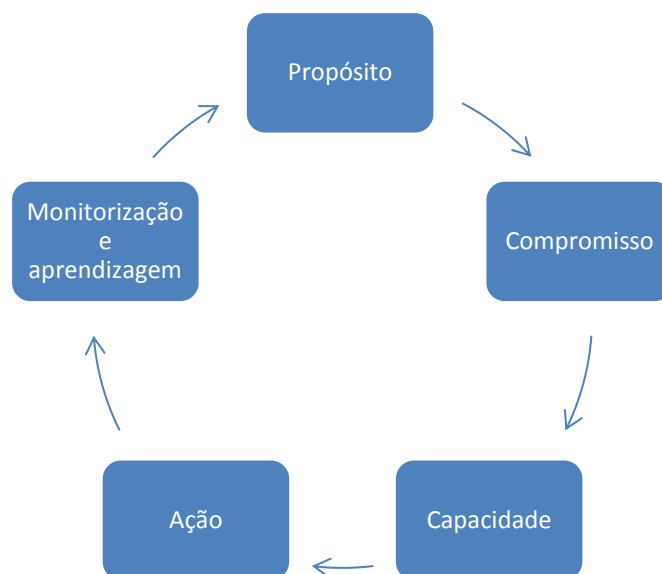 Propósito
Compromisso
Capacidade
Ação
Monitorização
e
aprendizagem